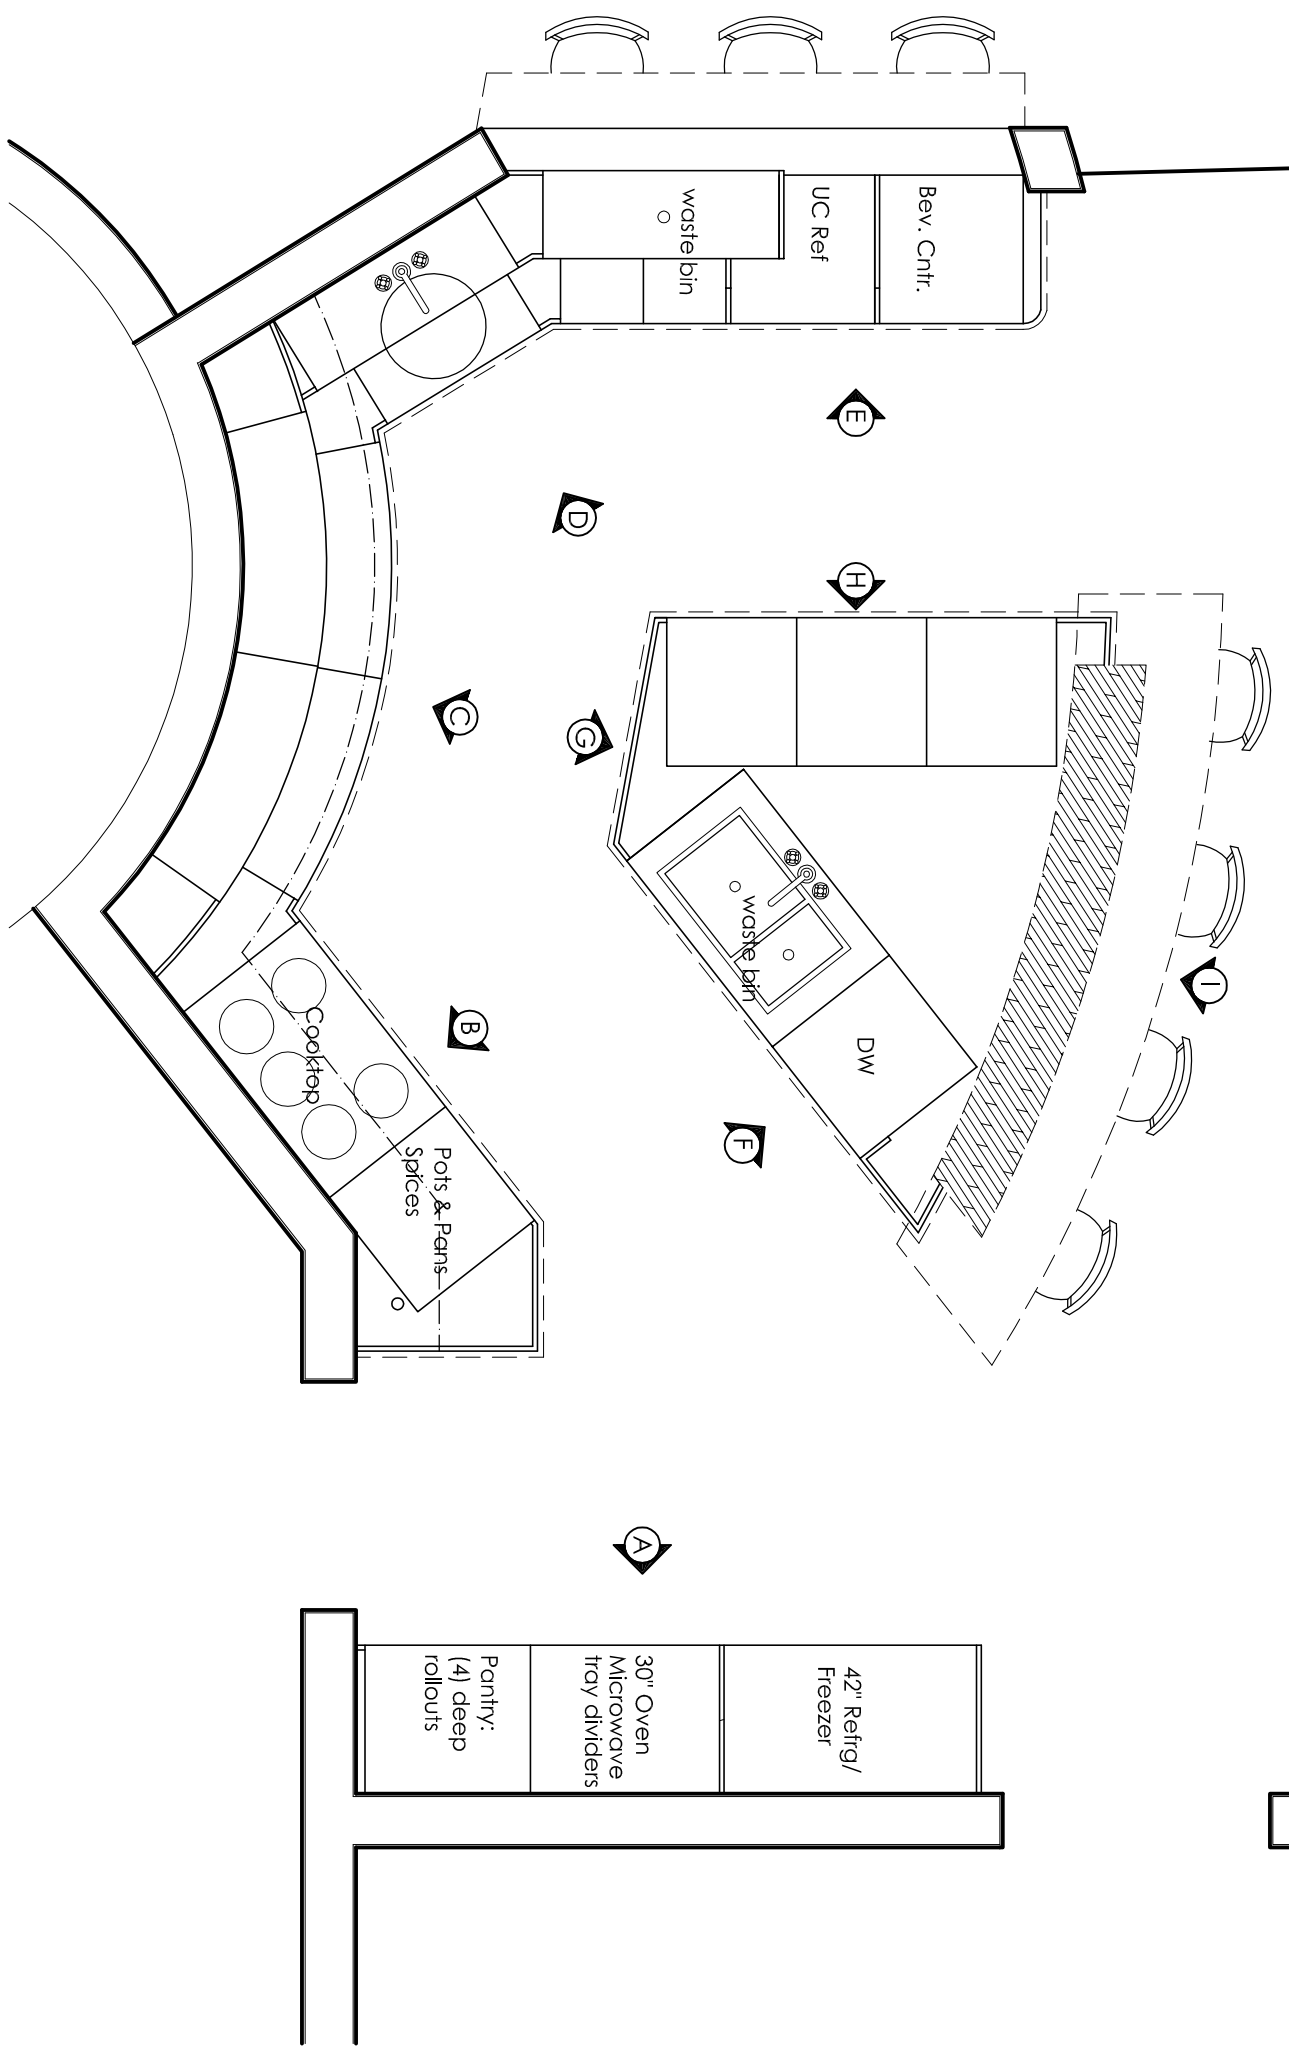 Bev. Cntr.
UC Ref
waste bin
E
D
H
C
G
I
waste bin
DW
B
Cooktop
F
Pots & Pans
Spices
A
42" Refrg/
Freezer
30" Oven
Microwave
tray dividers
Pantry:
(4) deep
rollouts